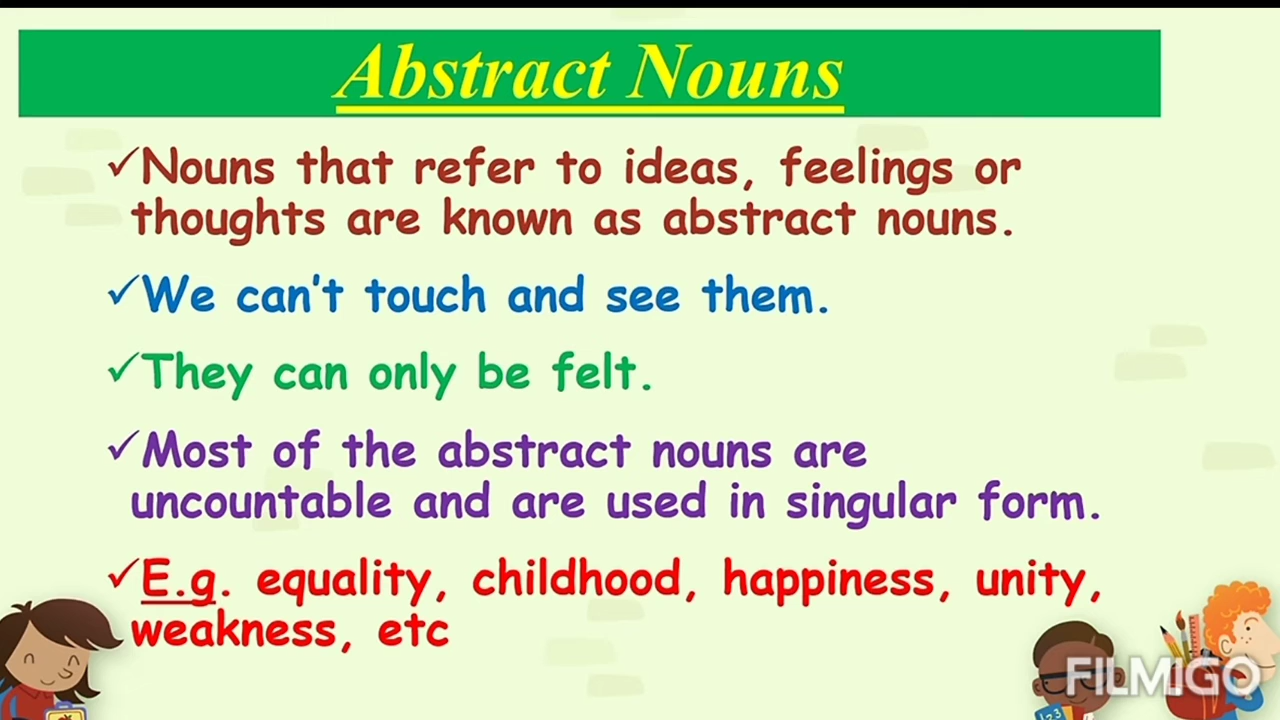 Abstract Nouns
✓Nouns that refer to ideas, feelings or
thoughts are known as abstract nouns.
✓We can't touch and see them.
✓They can only be felt.
✓Most of the abstract nouns are
uncountable and are used in singular form.
✓E.g. equality, childhood, happiness, unity,
weakness, etc
123
FILMIGO